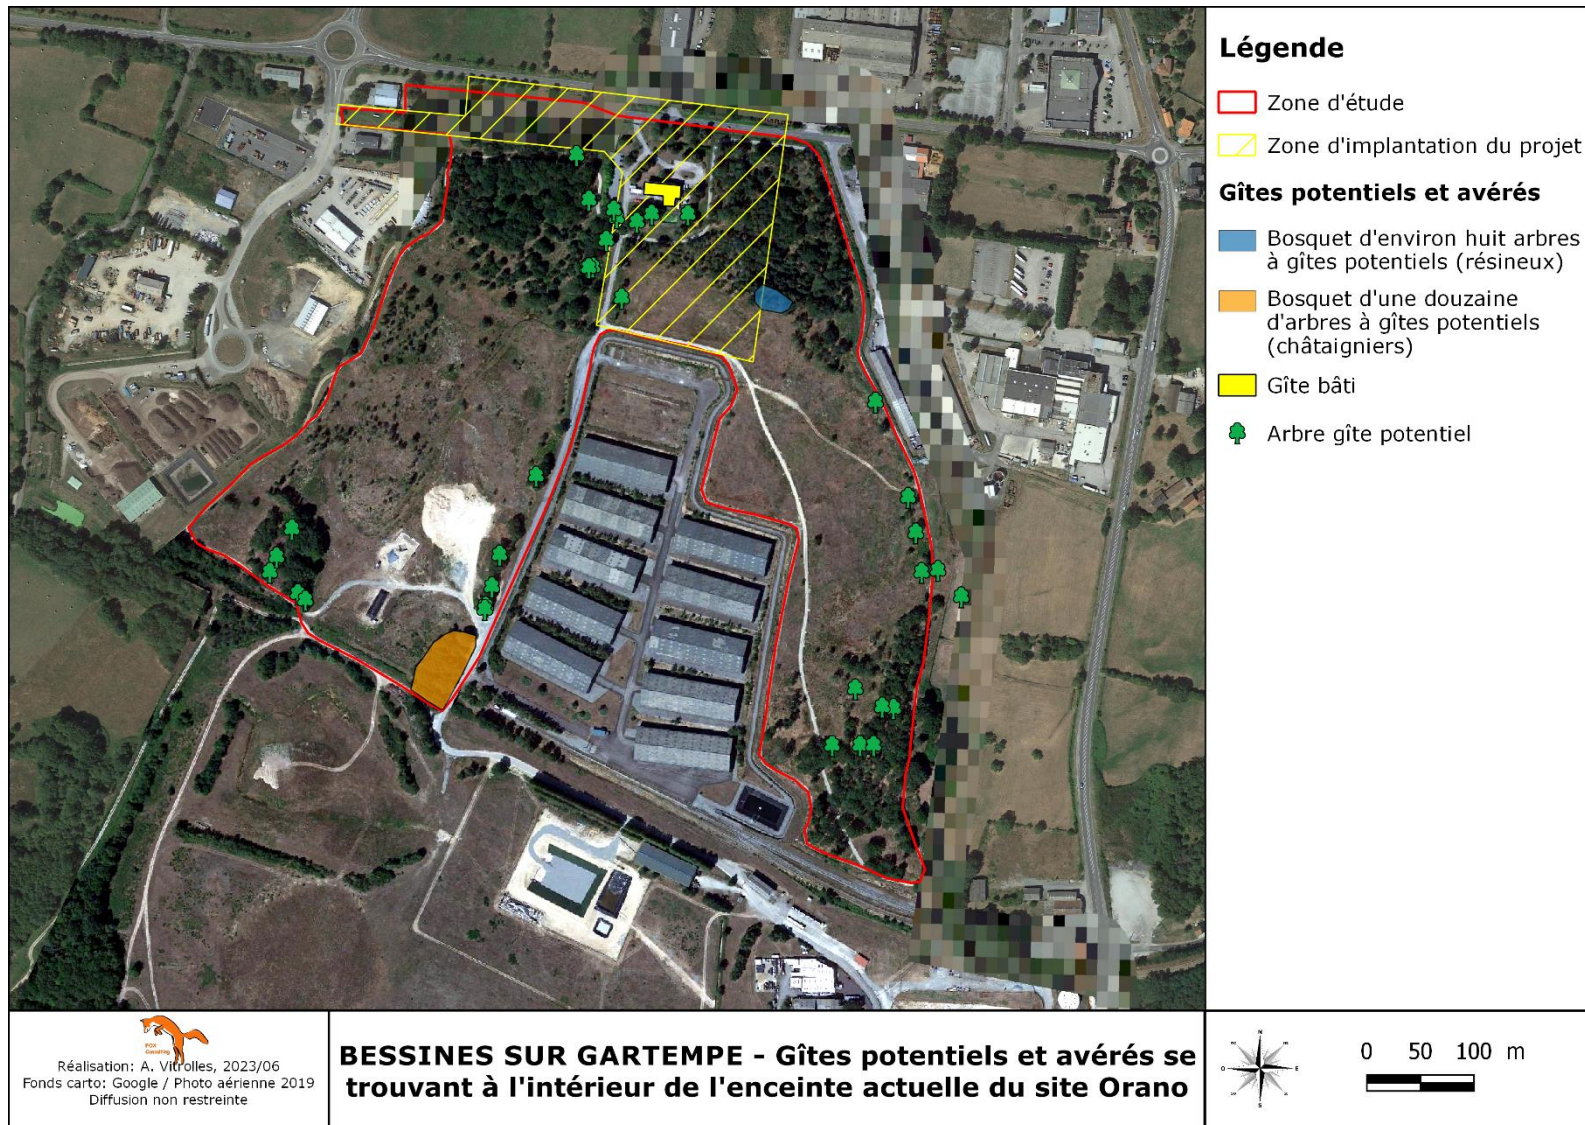 Légende
Zone d'étude
Zone d'implantation du projet
Gîtes potentiels et avérés
Bosquet d'environ huit arbres
à gîtes potentiels (résineux)
Bosquet d'une douzaine
d'arbres à gîtes potentiels
(châtaigniers)
Gîte bâti
Arbre gîte potentiel
FOX
Consulting
Réalisation: A. Vitrolles, 2023/06
Fonds carto: Google / Photo aérienne 2019
Diffusion non restreinte
BESSINES SUR GARTEMPE - Gîtes potentiels et avérés se
trouvant à l'intérieur de l'enceinte actuelle du site Orano
N
O
E
S
0 50 100 m